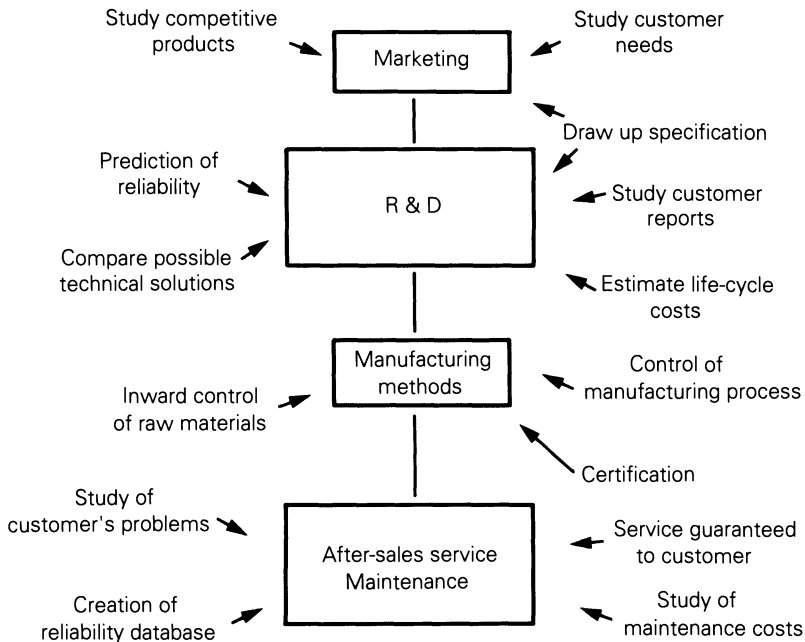 Study competitive
products
Marketing
Study customer
needs
Draw up specification
Prediction of
reliability
R & D
Study customer
reports
Compare possible
technical solutions
Estimate life-cycle
costs
Manufacturing
methods
Control of
manufacturing process
Inward control
of raw materials
Certification
Study of
customer's problems
After-sales service
Maintenance
Service guaranteed
to customer
Creation of
reliability database
Study of
maintenance costs